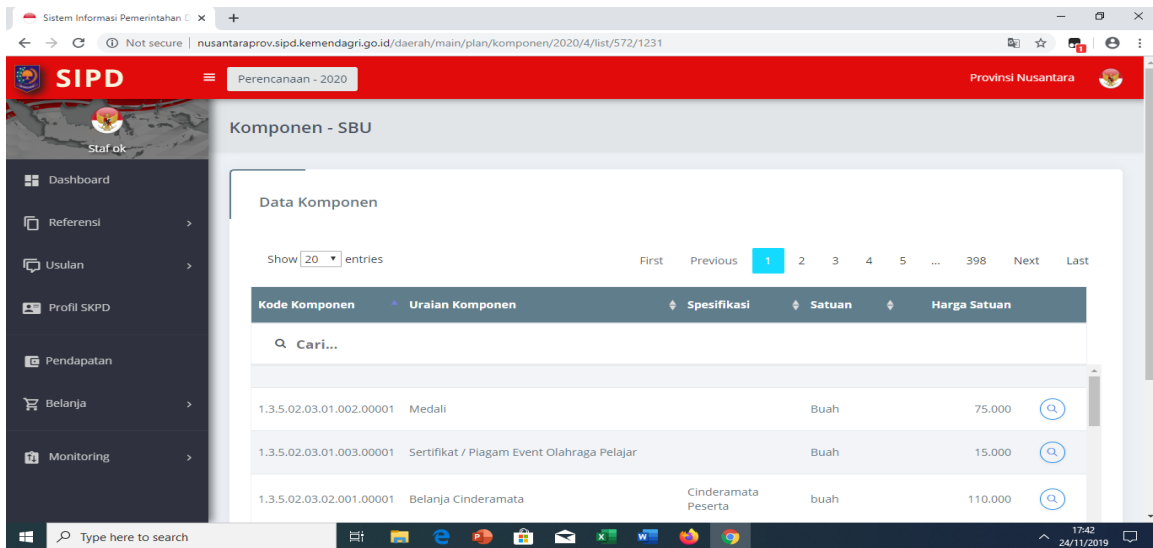 Sistem Informasi Pemerintahan D
Not secure | nusantaraprov.sipd.kemendagri.go.id/daerah/main/plan/komponen/2020/4/list/572/1231
1
SIPD
Perencanaan - 2020
Provinsi Nusantara
Staf ok
Komponen - SBU
Dashboard
Referensi
Usulan
Profil SKPD
Pendapatan
Belanja
Monitoring
Data Komponen
Show 20 entries
First Previous 1 2 3 4 5 ... 398 Next Last
Kode Komponen Uraian Komponen Spesifikasi Satuan Harga Satuan
Cari...
1.3.5.02.03.01.002.00001 Medali Buah 75.000
1.3.5.02.03.01.003.00001 Sertifikat / Piagam Event Olahraga Pelajar Buah 15.000
1.3.5.02.03.02.001.00001 Belanja Cinderamata Cinderamata Peserta buah 110.000
Type here to search
17:42
24/11/2019